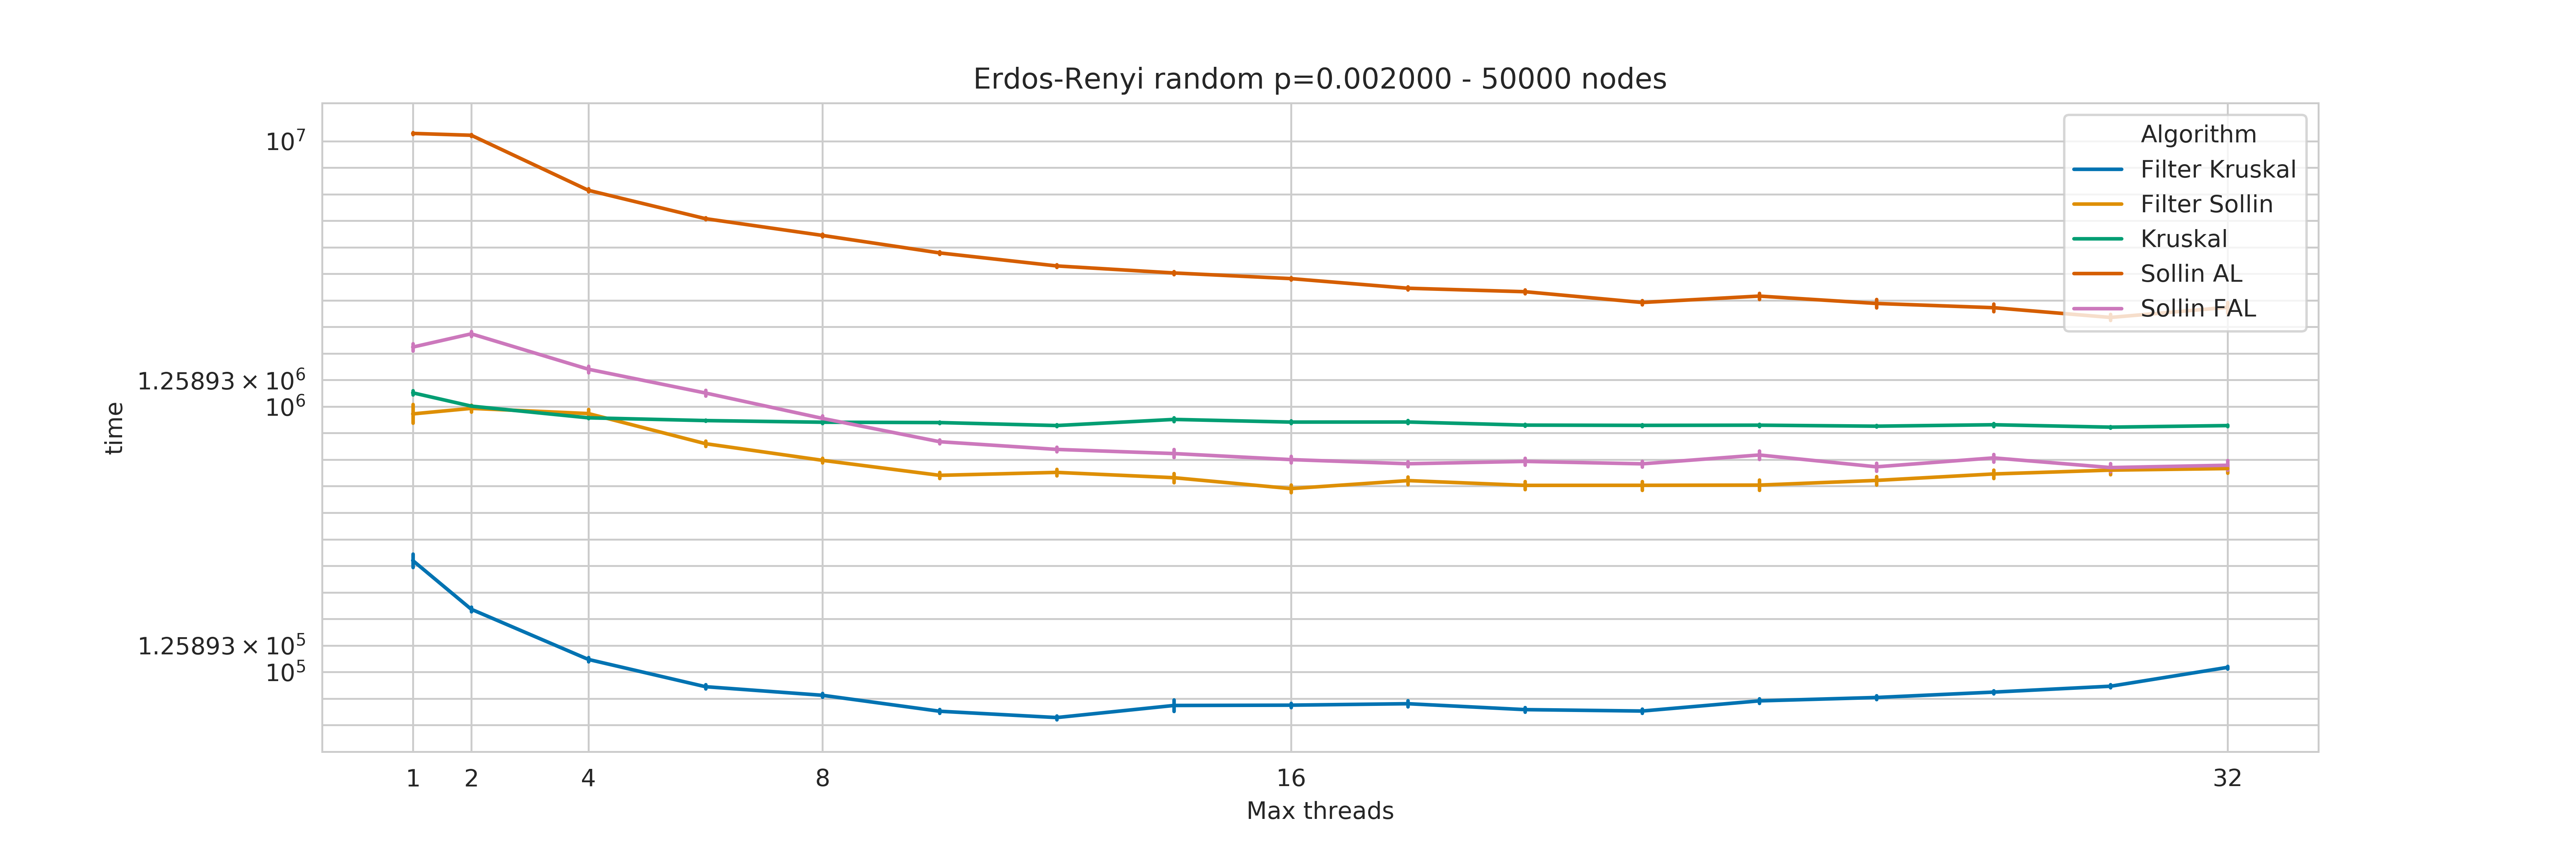 Erdos-Renyi random p=0.002000 - 50000 nodes
10⁷
1.25893 × 10⁶
10⁶
1.25893 × 10⁵
10⁵
time
Algorithm
Filter Kruskal
Filter Sollin
Kruskal
Sollin AL
Sollin FAL
1 2 4 8 16 32
Max threads